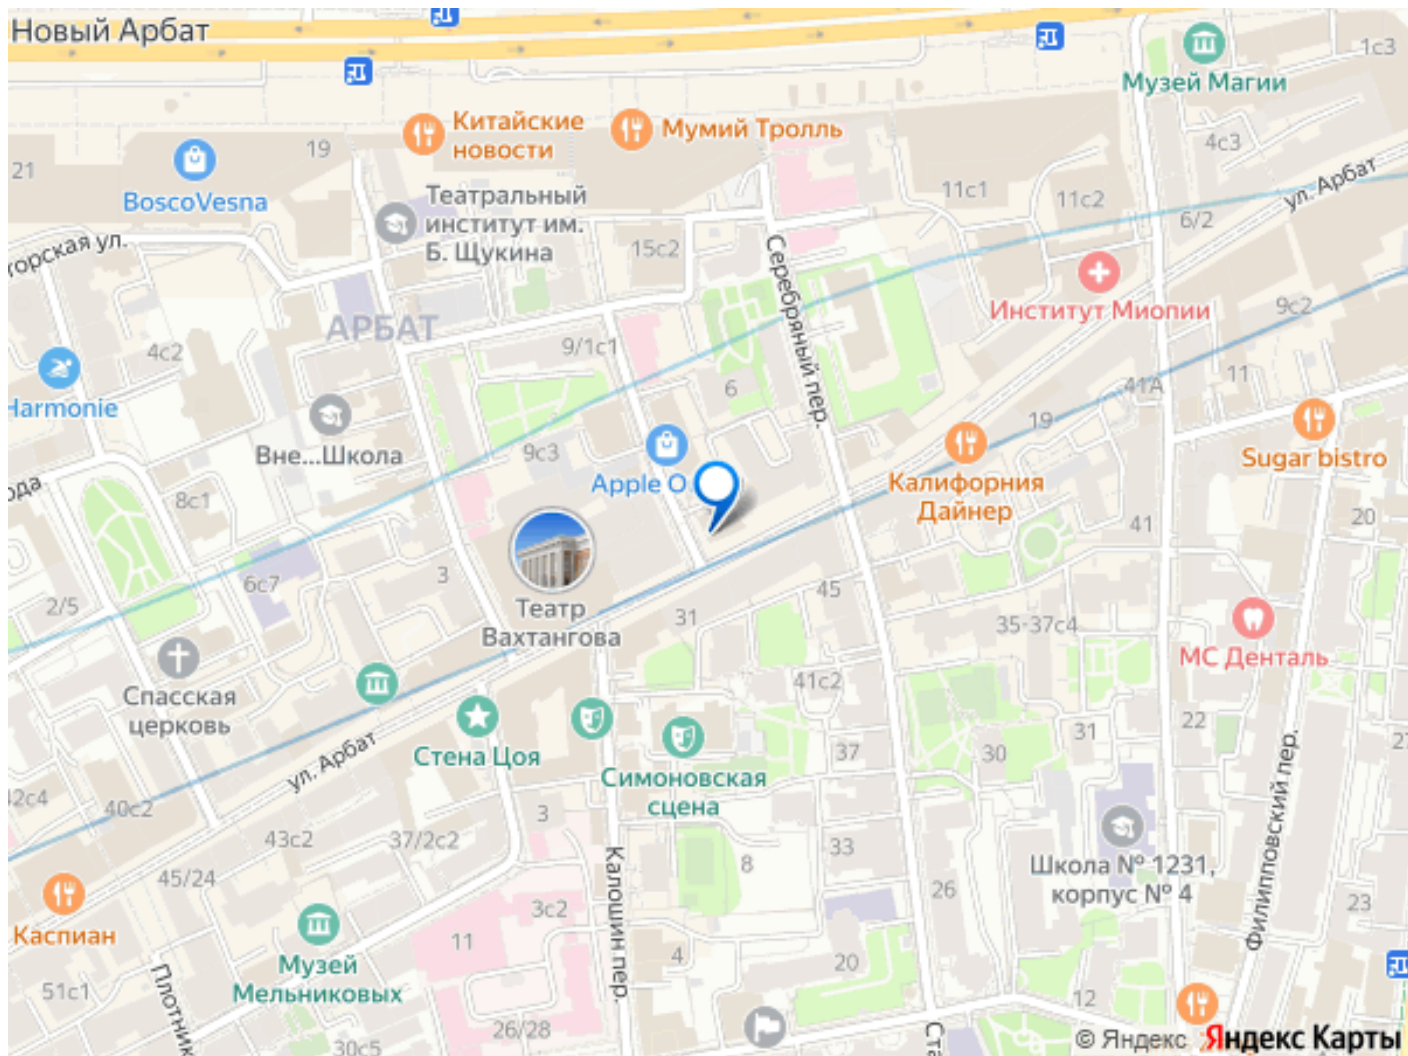 Новый Арбат
1с3
Музей Магии
Китайские
новости
Мумий Тролль
4с3
19
21
BoscoVesna
Театральный
институт им.
Б. Щукина
11с1
11с2
ул. Арбат
6/2
торская ул.
15с2
Серебряный пер.
Институт Миопии
9с2
АРБАТ
4с2
9/1с1
Harmonie
6
41А
11
19
Вне...Школа
9с3
Apple O
Калифорния
Дайнер
Sugar bistro
ода
8с1
20
41
6с7
3
2/5
Театр
Вахтангова
31
45
35-37с4
МС Денталь
Спасская
церковь
41с2
Стена Цоя
22
31
30
37
ул. Арбат
Симоновская
сцена
Филипповский пер.
40с2
3
43с2
37/2с2
33
8
Школа № 1231,
корпус № 4
45/24
26
Калошин пер.
3с2
23
Каспиан
11
Музей
Мельниковых
4
20
51с1
Плотник
12
26/28
30с5
Ста
© Яндекс Яндекс Карты